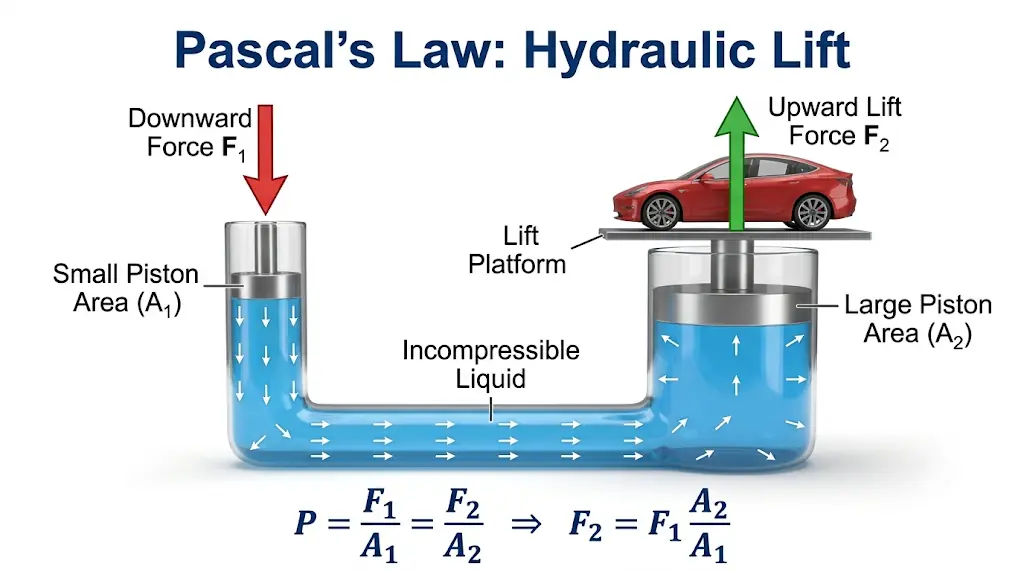 Pascal's Law: Hydraulic Lift
Downward
Force F₁
Upward Lift
Force F₂
Lift
Platform
Small Piston
Area (A₁)
Large Piston
Area (A₂)
Incompressible
Liquid
P = F₁/A₁ = F₂/A₂ ⇒ F₂ = F₁ A₂/A₁